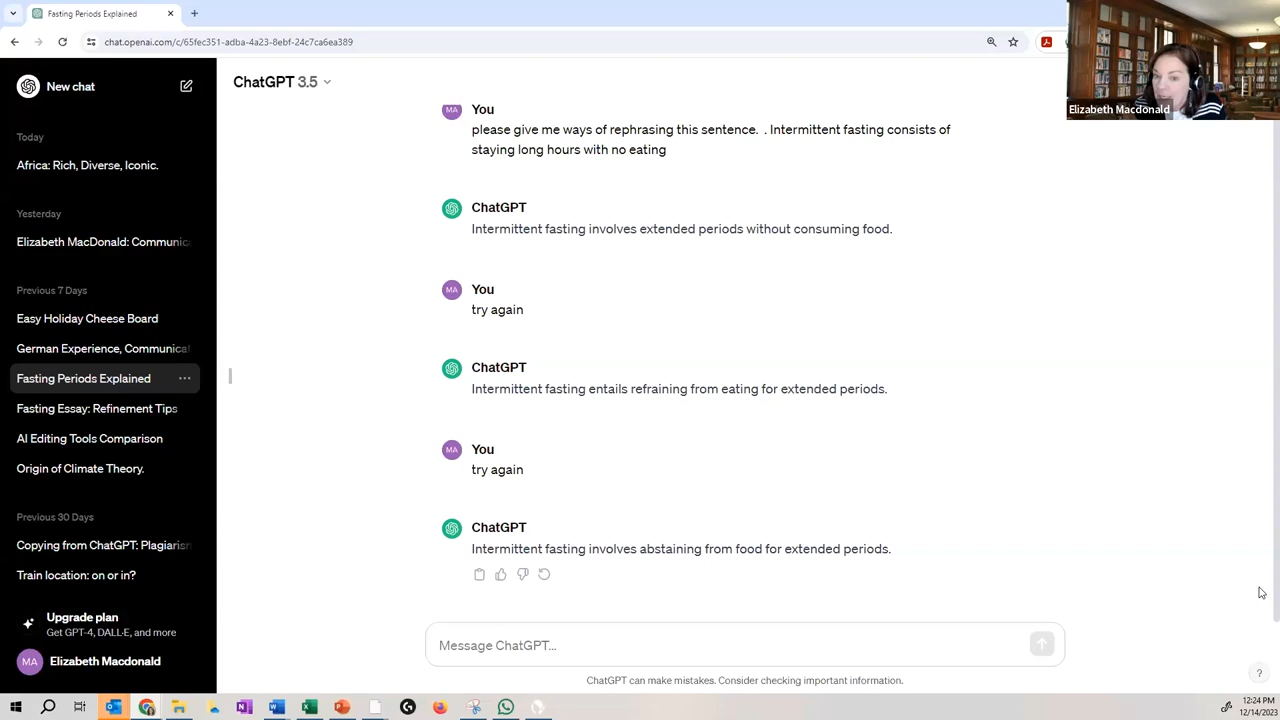 Fasting Periods Explained
chat.openai.com/c/65fec351-adba-4a23-8ebf-24c7ca6ea389
Elizabeth Macdonald
New chat
ChatGPT 3.5
Today
Africa: Rich, Diverse, Iconic.
Yesterday
Elizabeth MacDonald: Communic
Previous 7 Days
Easy Holiday Cheese Board
German Experience, Communica
Fasting Periods Explained
Fasting Essay: Refinement Tips
AI Editing Tools Comparison
Origin of Climate Theory.
Previous 30 Days
Copying from ChatGPT: Plagiarism
Train location: on or in?
Upgrade plan
Get GPT-4, DALL·E, and more
MA
Elizabeth Macdonald
MA
You
please give me ways of rephrasing this sentence.  . Intermittent fasting consists of
staying long hours with no eating
ChatGPT
Intermittent fasting involves extended periods without consuming food.
MA
You
try again
ChatGPT
Intermittent fasting entails refraining from eating for extended periods.
MA
You
try again
ChatGPT
Intermittent fasting involves abstaining from food for extended periods.
Message ChatGPT...
ChatGPT can make mistakes. Consider checking important information.
?
12:24 PM
12/14/2023